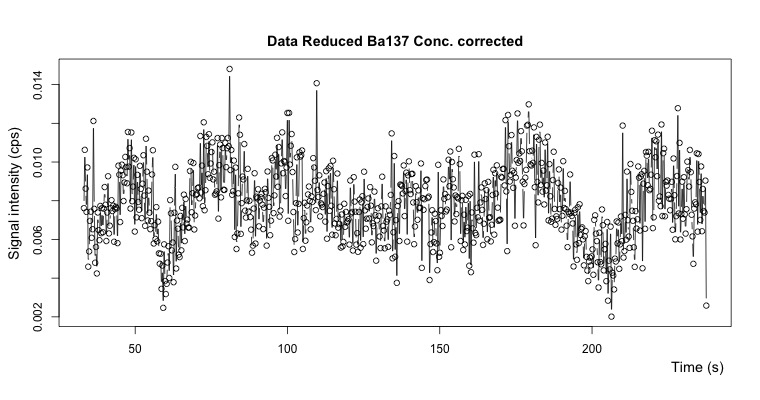 Data Reduced Ba137 Conc. corrected
Signal intensity (cps)
0.014
0.010
0.006
0.002
50 100 150 200
Time (s)